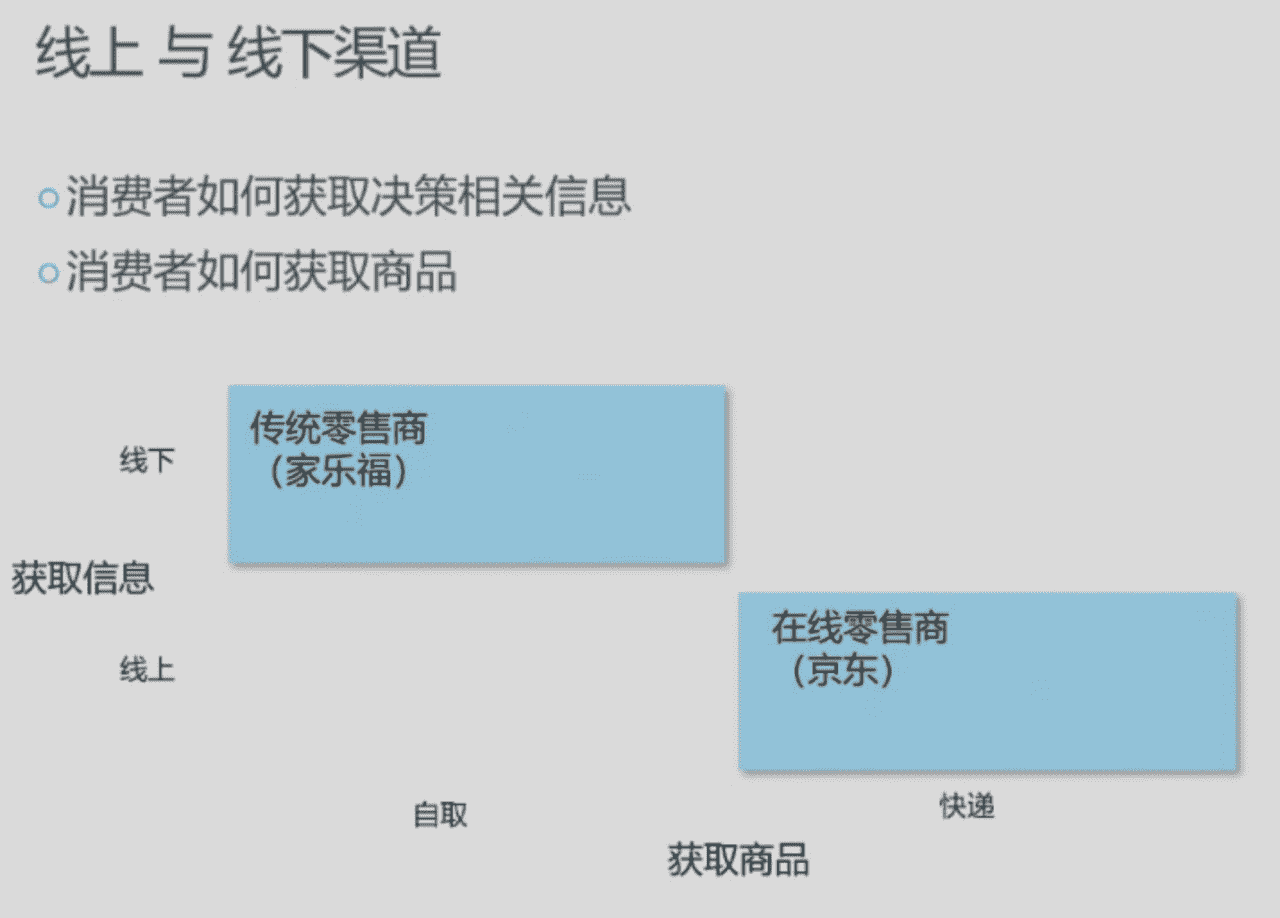 线上 与 线下渠道
消费者如何获取决策相关信息
消费者如何获取商品
传统零售商
（家乐福）
线下
获取信息
在线零售商
（京东）
线上
自取
快递
获取商品